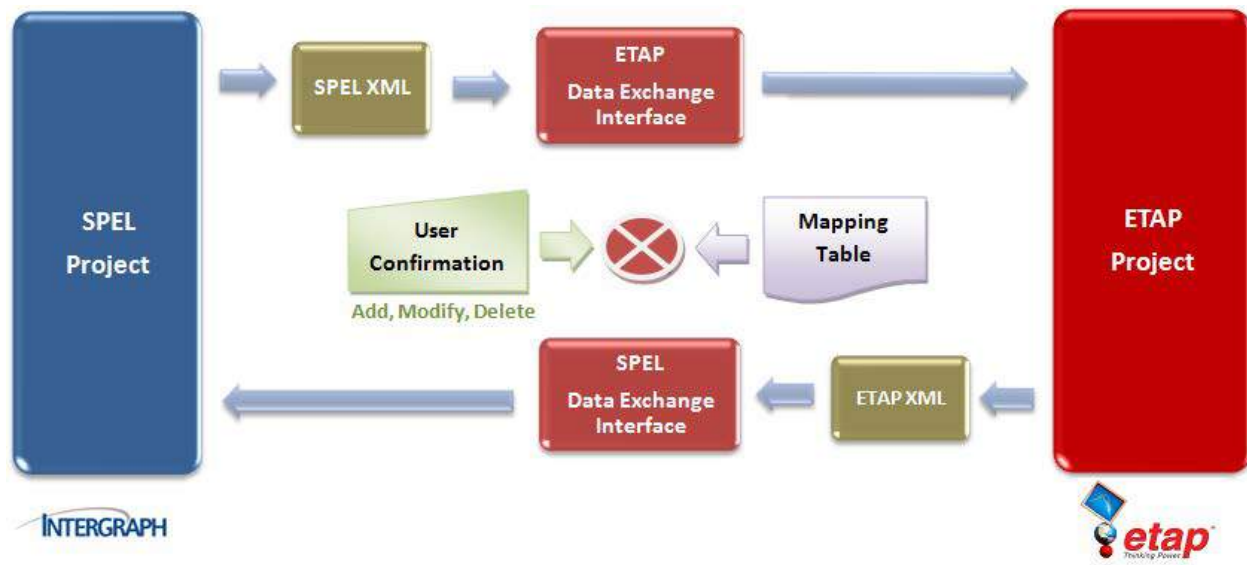 SPEL
Project
SPEL XML
ETAP
Data Exchange
Interface
User
Confirmation
Add, Modify, Delete
Mapping
Table
ETAP
Project
SPEL
Data Exchange
Interface
ETAP XML
INTERGRAPH
etap
Thinking Power